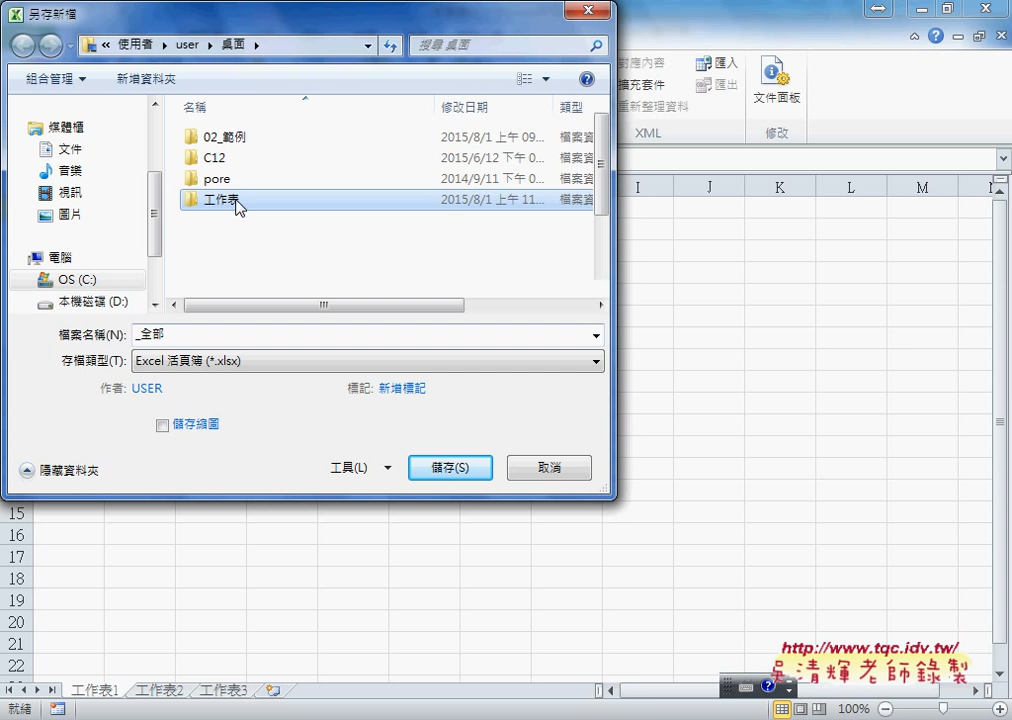 另存新檔
« 使用者 ▸ user ▸ 桌面 ▸
搜尋 桌面
組合管理 新增資料夾
名稱 修改日期 類型
媒體櫃
文件
音樂
視訊
圖片
電腦
OS (C:)
本機磁碟 (D:)
02_範例 2015/8/1 上午 09... 檔案資
C12 2015/6/12 下午 0... 檔案資
pore 2014/9/11 下午 0... 檔案資
工作表 2015/8/1 上午 11... 檔案資
檔案名稱(N): _全部
存檔類型(T): Excel 活頁簿 (*.xlsx)
作者: USER 標記: 新增標記
儲存縮圖
隱藏資料夾 工具(L) 儲存(S) 取消
對應內容 匯入
擴充套件 匯出
重新整理資料
文件面板
XML 修改
I J K L M
15
16
17
18
19
20
21
22
http://www.tqc.idv.tw/
吳清輝老師錄製
工作表1 工作表2 工作表3
就緒 100%